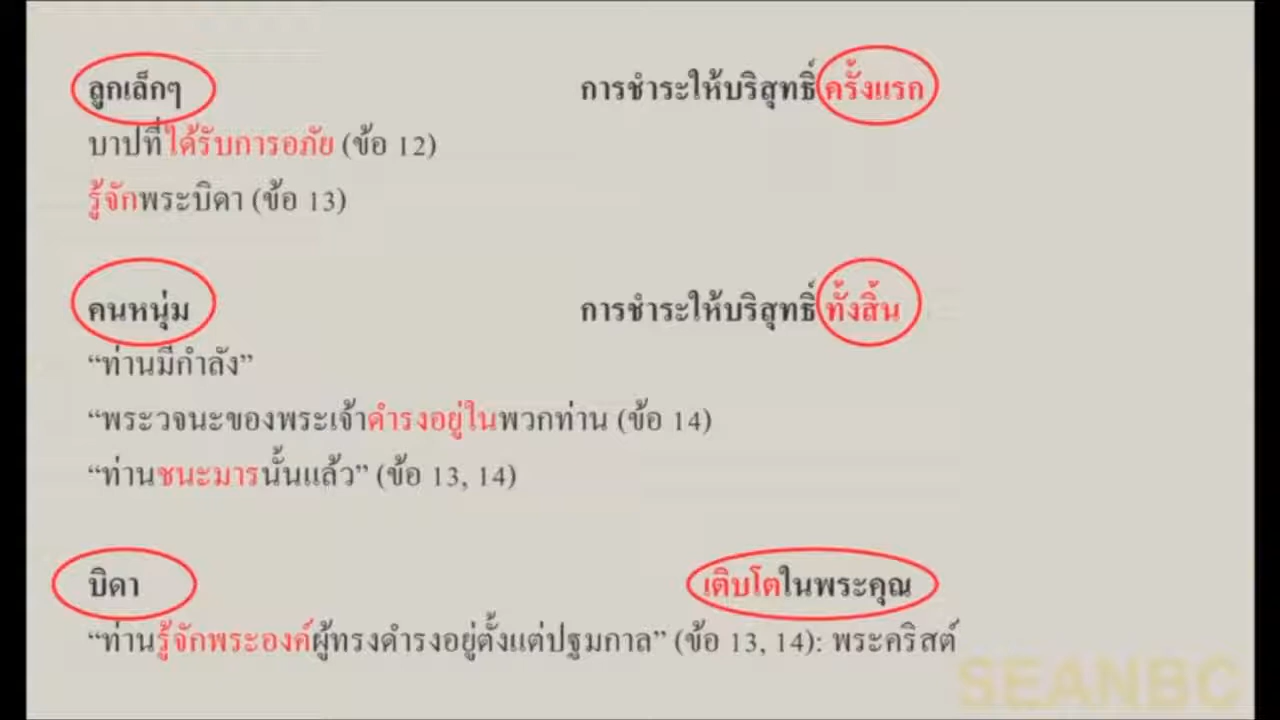 ลูกเล็กๆ การชำระให้บริสุทธิ์ ครั้งแรก
บาปที่ได้รับการอภัย (ข้อ 12)
รู้จักพระบิดา (ข้อ 13)
คนหนุ่ม การชำระให้บริสุทธิ์ ทั้งสิ้น
“ท่านมีกำลัง”
“พระวจนะของพระเจ้าดำรงอยู่ในพวกท่าน (ข้อ 14)
“ท่านชนะมารนั้นแล้ว” (ข้อ 13, 14)
บิดา เติบโตในพระคุณ
“ท่านรู้จักพระองค์ผู้ทรงดำรงอยู่ตั้งแต่ปฐมกาล” (ข้อ 13, 14): พระคริสต์
SEANBC